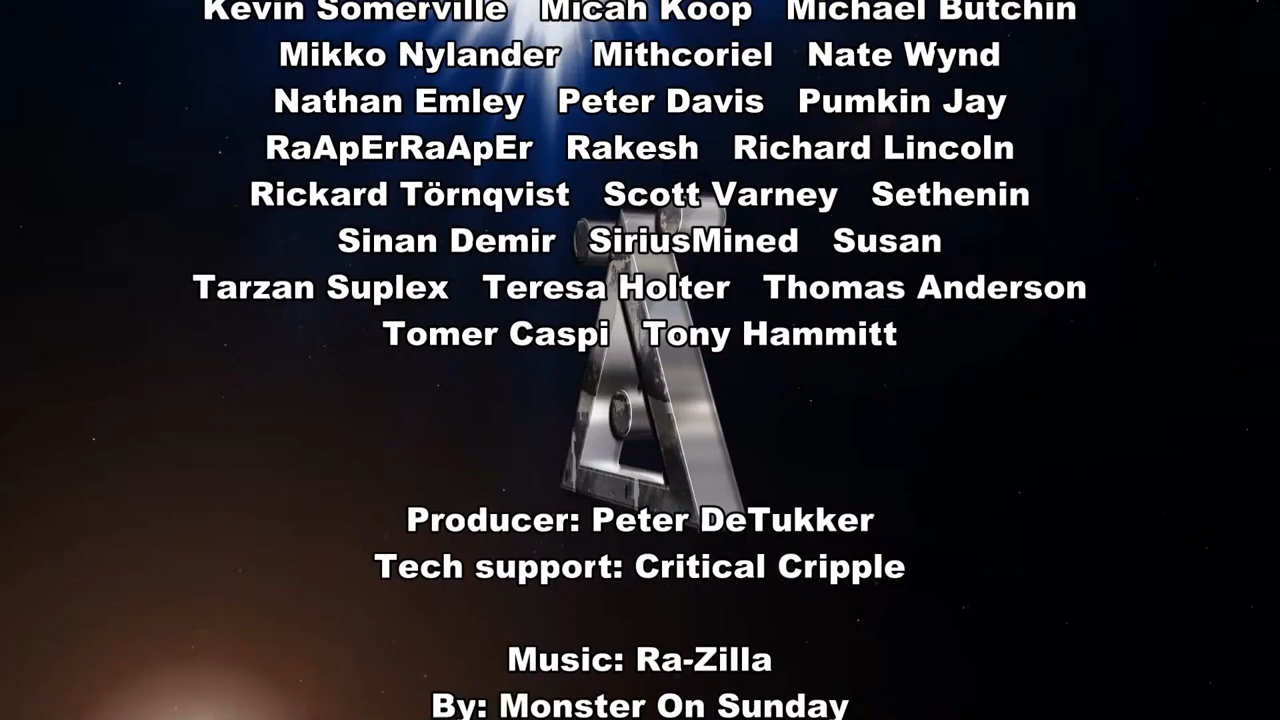 Kevin Somerville Micah Koop Michael Butchin
Mikko Nylander Mithcoriel Nate Wynd
Nathan Emley Peter Davis Pumkin Jay
RaApErRaApEr Rakesh Richard Lincoln
Rickard Törnqvist Scott Varney Sethenin
Sinan Demir SiriusMined Susan
Tarzan Suplex Teresa Holter Thomas Anderson
Tomer Caspi Tony Hammitt
Producer: Peter DeTukker
Tech support: Critical Cripple
Music: Ra-Zilla
By: Monster On Sunday